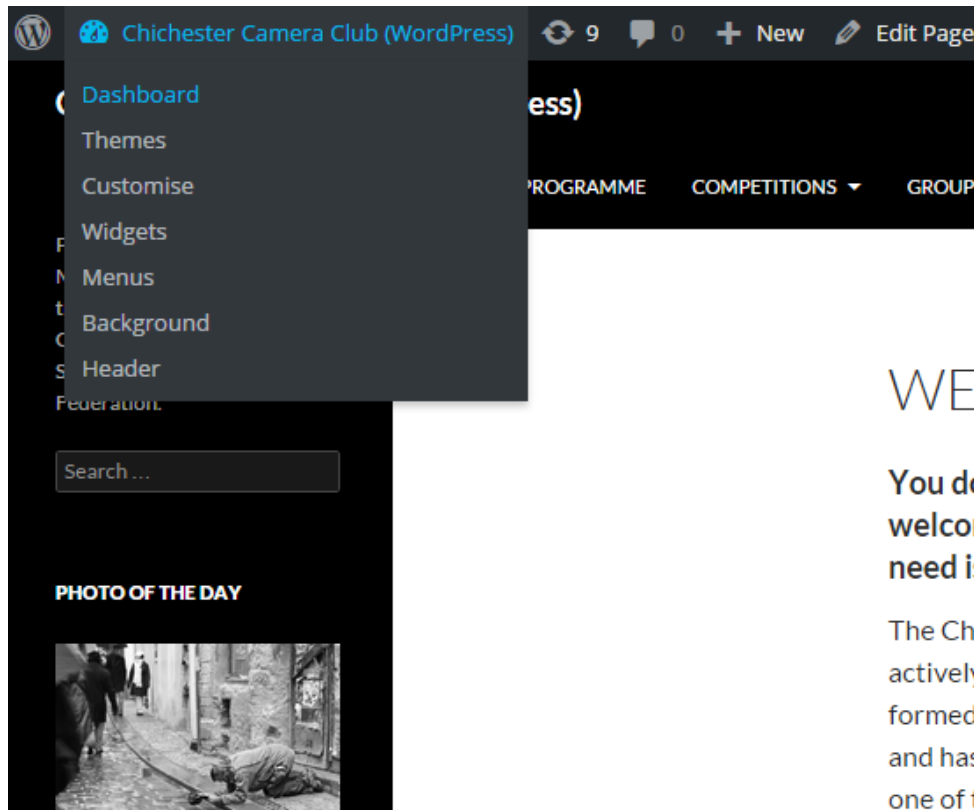 Chichester Camera Club (WordPress) 9 0 + New Edit Page
Dashboard
ess)
Themes
Customise
PROGRAMME COMPETITIONS GROUP
Widgets
Menus
Background
Header
Federation.
WE
Search ...
You do
welco
need i
PHOTO OF THE DAY
The Ch
actively
formed
and has
one of